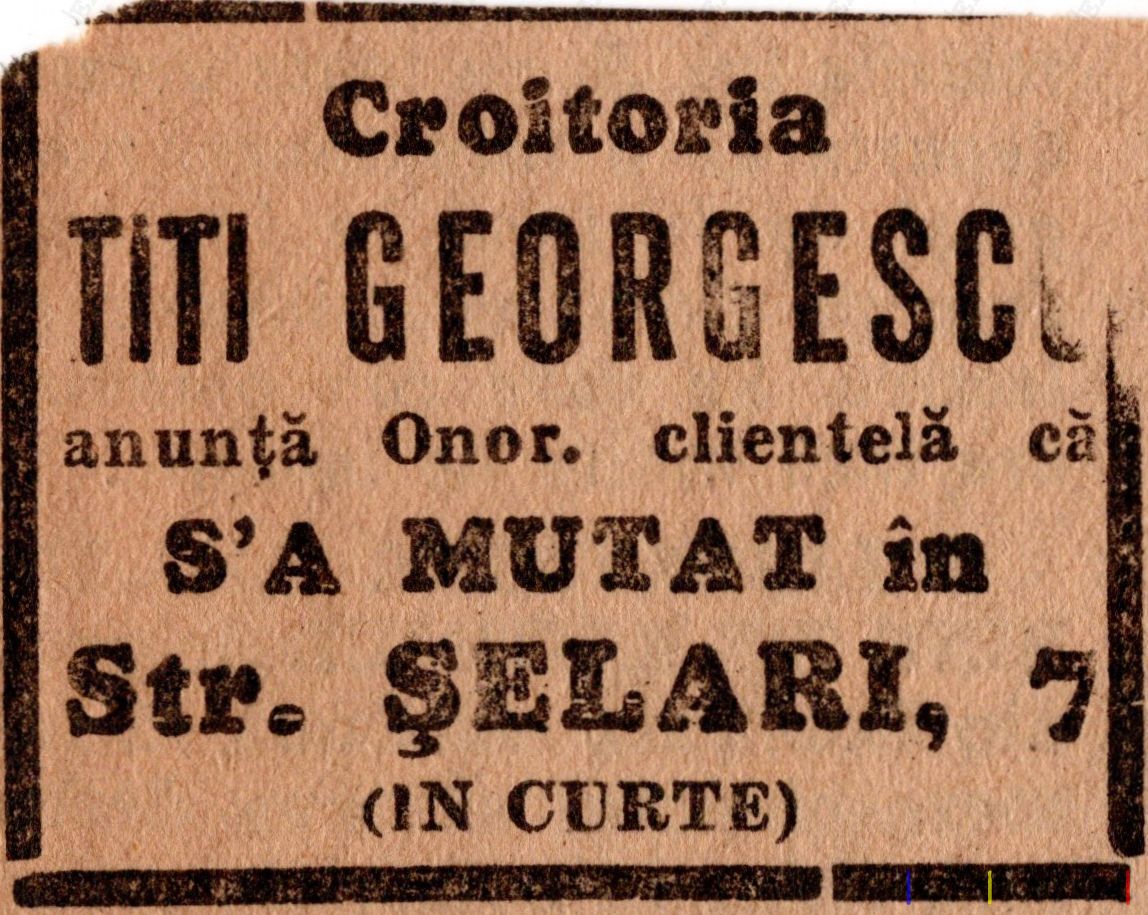 Croitoria
TITI GEORGESCU
anunță Onor. clientelă că
S'A MUTAT în
Str. ŞELARI, 7
(IN CURTE)